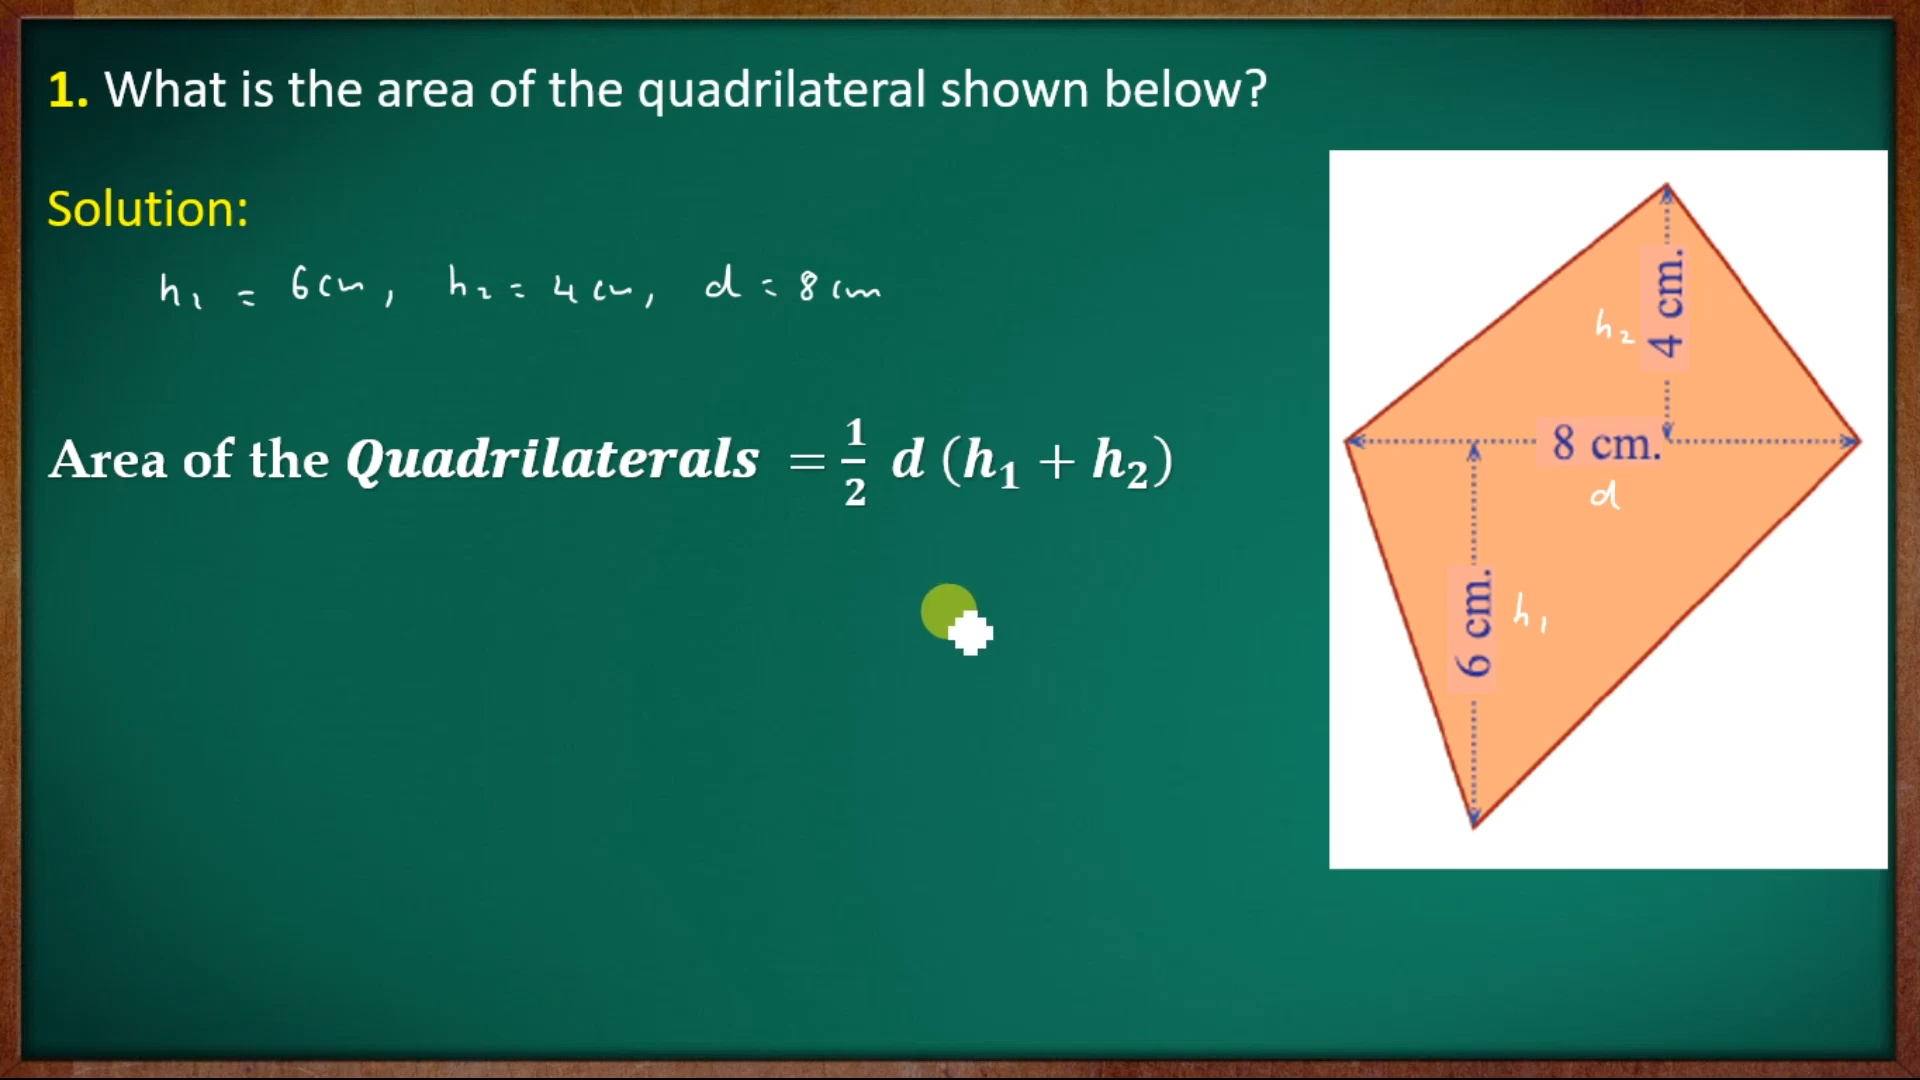 1. What is the area of the quadrilateral shown below?
Solution:
h₁ = 6cm, h₂ = 4cm, d = 8cm
Area of the Quadrilaterals = 1/2 d (h₁ + h₂)
4 cm.
h₂
8 cm.
d
6 cm.
h₁